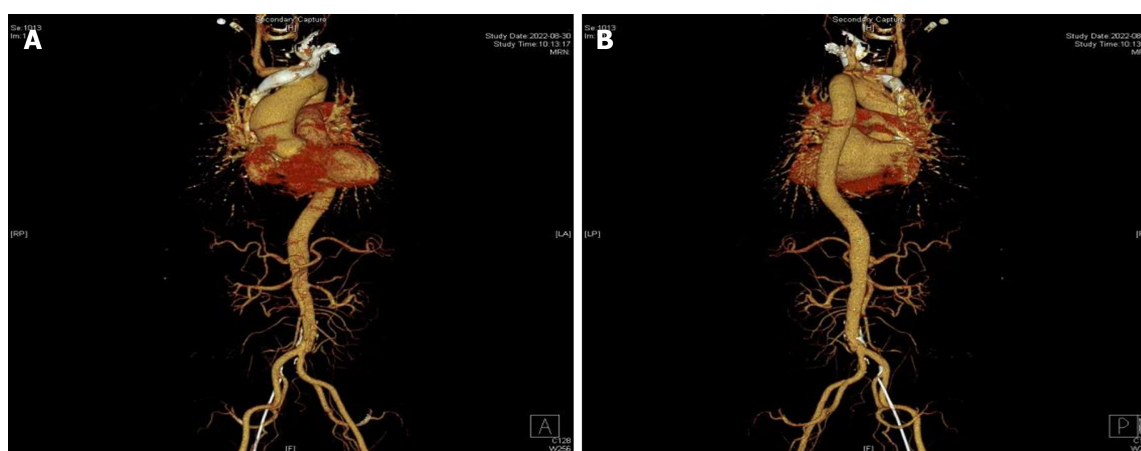 A
Se:1013
Im:1
Secondary Capture
[H]
Study Date:2022-08-30
Study Time:10:13:17
MRN:
[RP]
[LA]
A
C128
W256
[F]
B
Se:1013
Secondary Capture
[H]
Study Date:2022-08
Study Time:10:13
[LP]
P
[F]